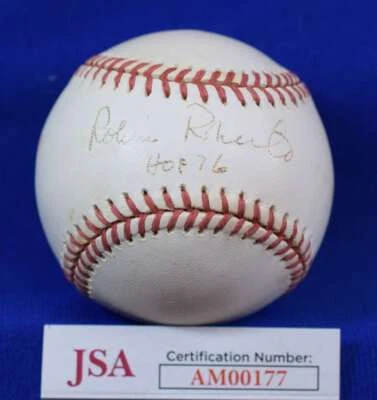 Robin Roberts
HOF 76
JSA
Certification Number:
AM00177